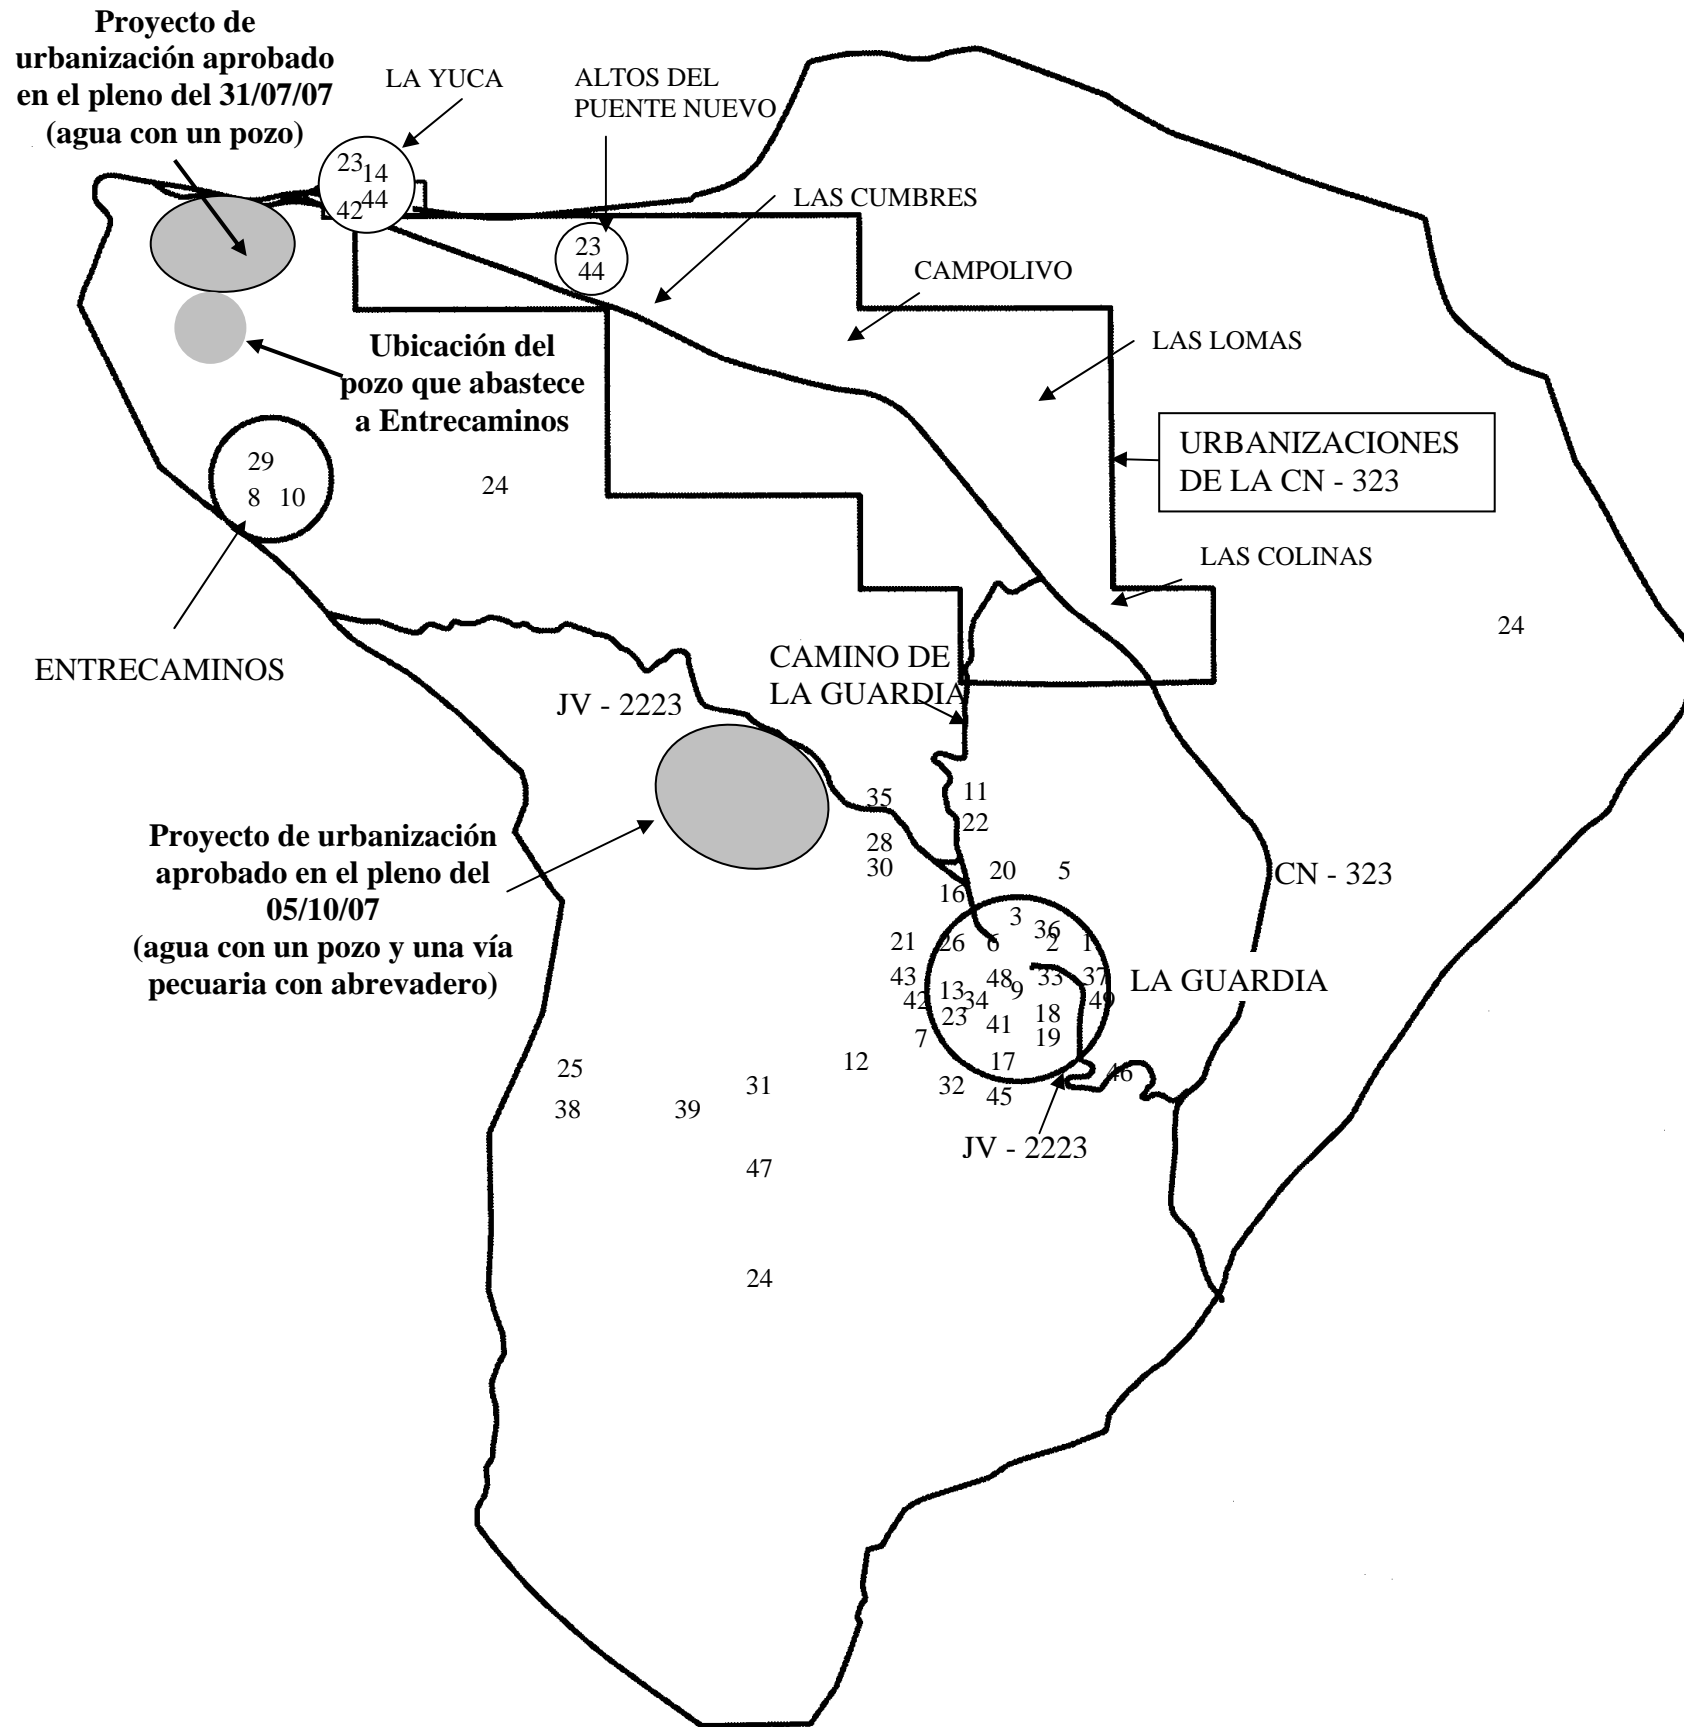 Proyecto de
urbanización aprobado
en el pleno del 31/07/07
(agua con un pozo)
LA YUCA
ALTOS DEL
PUENTE NUEVO
23
14
44
42
LAS CUMBRES
23
44
CAMPOLIVO
LAS LOMAS
Ubicación del
pozo que abastece
a Entrecaminos
URBANIZACIONES
DE LA CN - 323
29
8 10
24
LAS COLINAS
24
ENTRECAMINOS
CAMINO DE
LA GUARDIA
JV - 2223
Proyecto de urbanización
aprobado en el pleno del
05/10/07
(agua con un pozo y una vía
pecuaria con abrevadero)
35
11
22
28
30
20
5
CN - 323
16
3
36
21
26
6
2
1
43
48
33
37
LA GUARDIA
13
9
42
34
49
23
18
41
7
19
12
17
25
46
31
32
45
38
39
JV - 2223
47
24